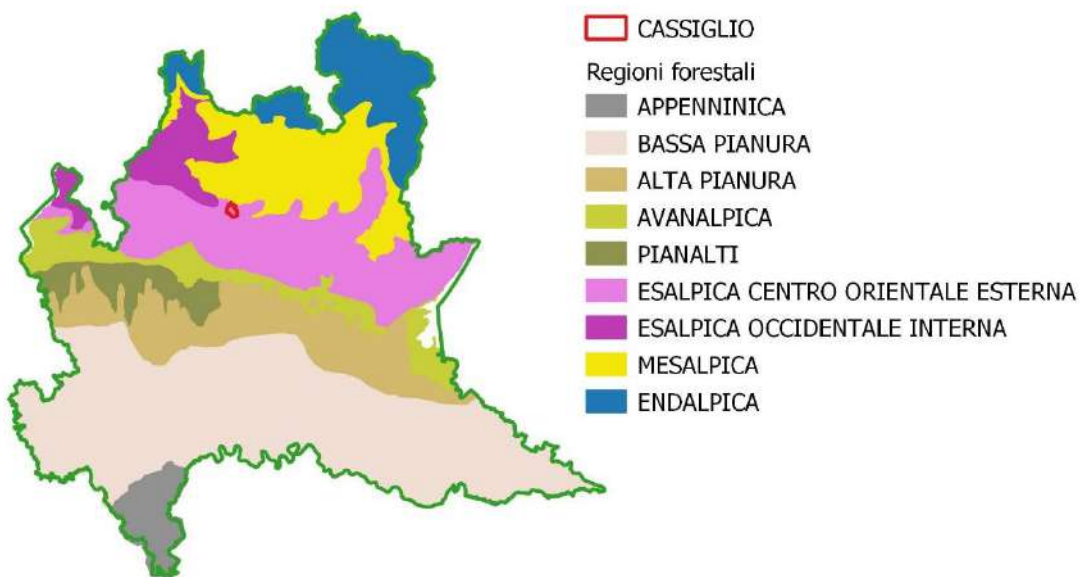 CASSIGLIO
Regioni forestali
APPENNINICA
BASSA PIANURA
ALTA PIANURA
AVANALPICA
PIANALTI
ESALPICA CENTRO ORIENTALE ESTERNA
ESALPICA OCCIDENTALE INTERNA
MESALPICA
ENDALPICA